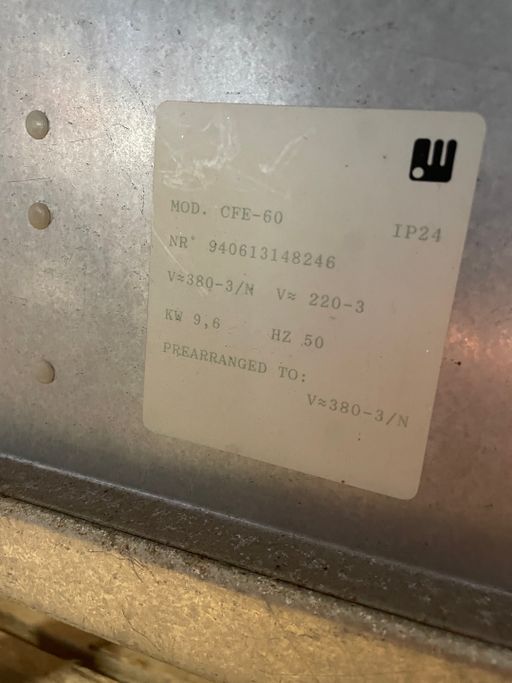 MOD. CFE-60
IP24
NR° 940613148246
V≈380-3/N V≈ 220-3
KW 9,6 HZ 50
PREARRANGED TO:
V≈380-3/N